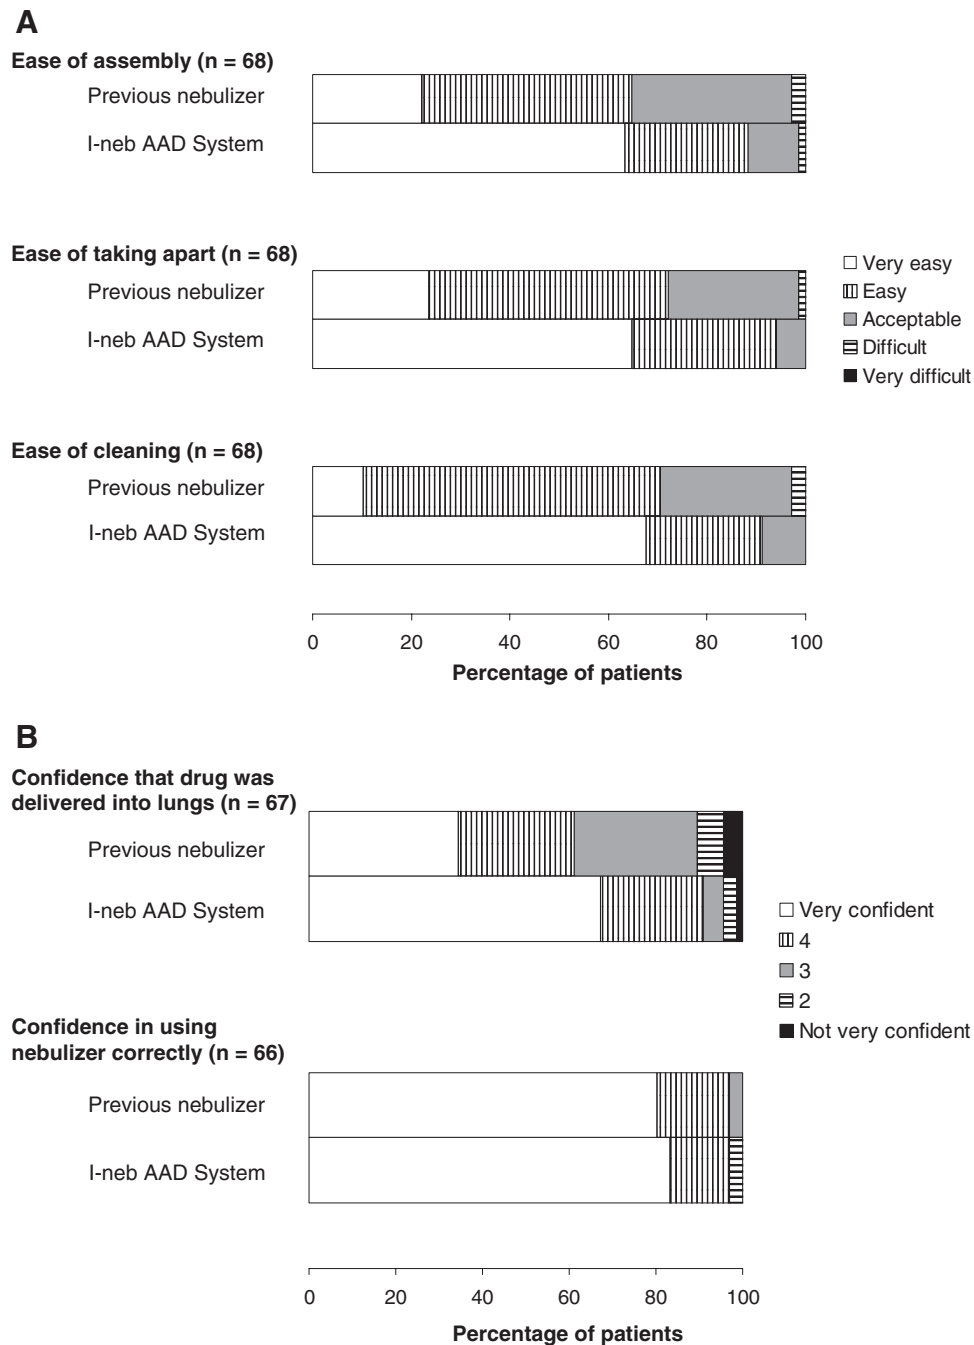 A
Ease of assembly (n = 68)
Previous nebulizer
I-neb AAD System
Ease of taking apart (n = 68)
Previous nebulizer
I-neb AAD System
Very easy
Easy
Acceptable
Difficult
Very difficult
Ease of cleaning (n = 68)
Previous nebulizer
I-neb AAD System
0 20 40 60 80 100
Percentage of patients
B
Confidence that drug was
delivered into lungs (n = 67)
Previous nebulizer
I-neb AAD System
Very confident
4
3
2
Not very confident
Confidence in using
nebulizer correctly (n = 66)
Previous nebulizer
I-neb AAD System
0 20 40 60 80 100
Percentage of patients